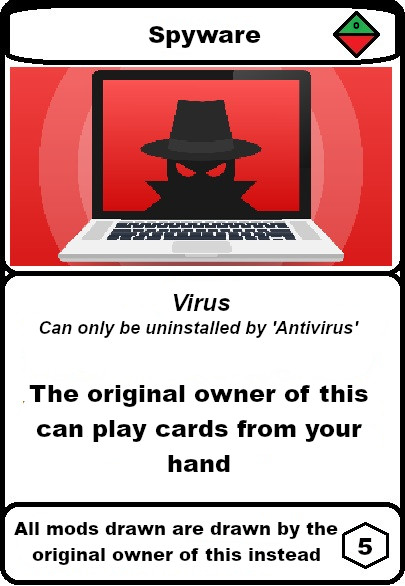 Spyware
0
Virus
Can only be uninstalled by 'Antivirus'
The original owner of this
can play cards from your
hand
All mods drawn are drawn by the
original owner of this instead
5